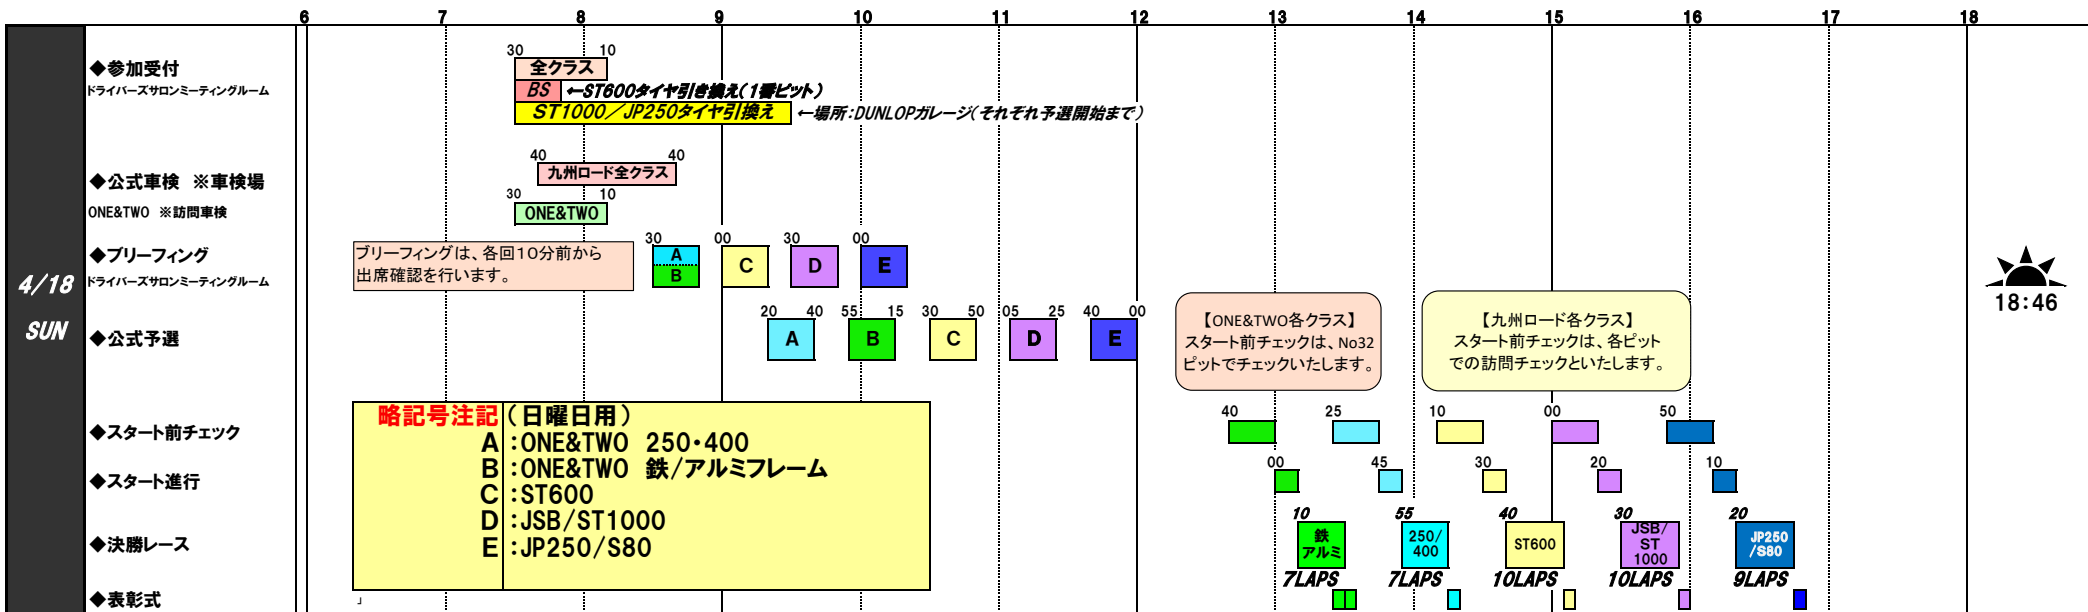 6 7 8 9 10 11 12 13 14 15 16 17 18
4/18
SUN
◆参加受付
ドライバーズサロンミーティングルーム
30 10
全クラス
BS ←ST600タイヤ引き換え(1番ピット)
ST1000/JP250タイヤ引換え ←場所:DUNLOPガレージ(それぞれ予選開始まで)
◆公式車検 ※車検場
40 40
九州ロード全クラス
ONE&TWO ※訪問車検
30 10
ONE&TWO
◆ブリーフィング
ドライバーズサロンミーティングルーム
ブリーフィングは、各回10分前から
出席確認を行います。
30 00 30 00
A
B
C D E
◆公式予選
20 40 55 15 30 50 05 25 40 00
A B C D E
【ONE&TWO各クラス】
スタート前チェックは、No32
ピットでチェックいたします。
【九州ロード各クラス】
スタート前チェックは、各ピット
での訪問チェックといたします。
18:46
略記号注記(日曜日用)
A:ONE&TWO 250・400
B:ONE&TWO 鉄/アルミフレーム
C:ST600
D:JSB/ST1000
E:JP250/S80
」
◆スタート前チェック
40 25 10 00 50
◆スタート進行
00 45 30 20 10
◆決勝レース
10 55 40 30 20
鉄
アルミ
250/
400
ST600
JSB/
ST
1000
JP250
/S80
7LAPS 7LAPS 10LAPS 10LAPS 9LAPS
◆表彰式